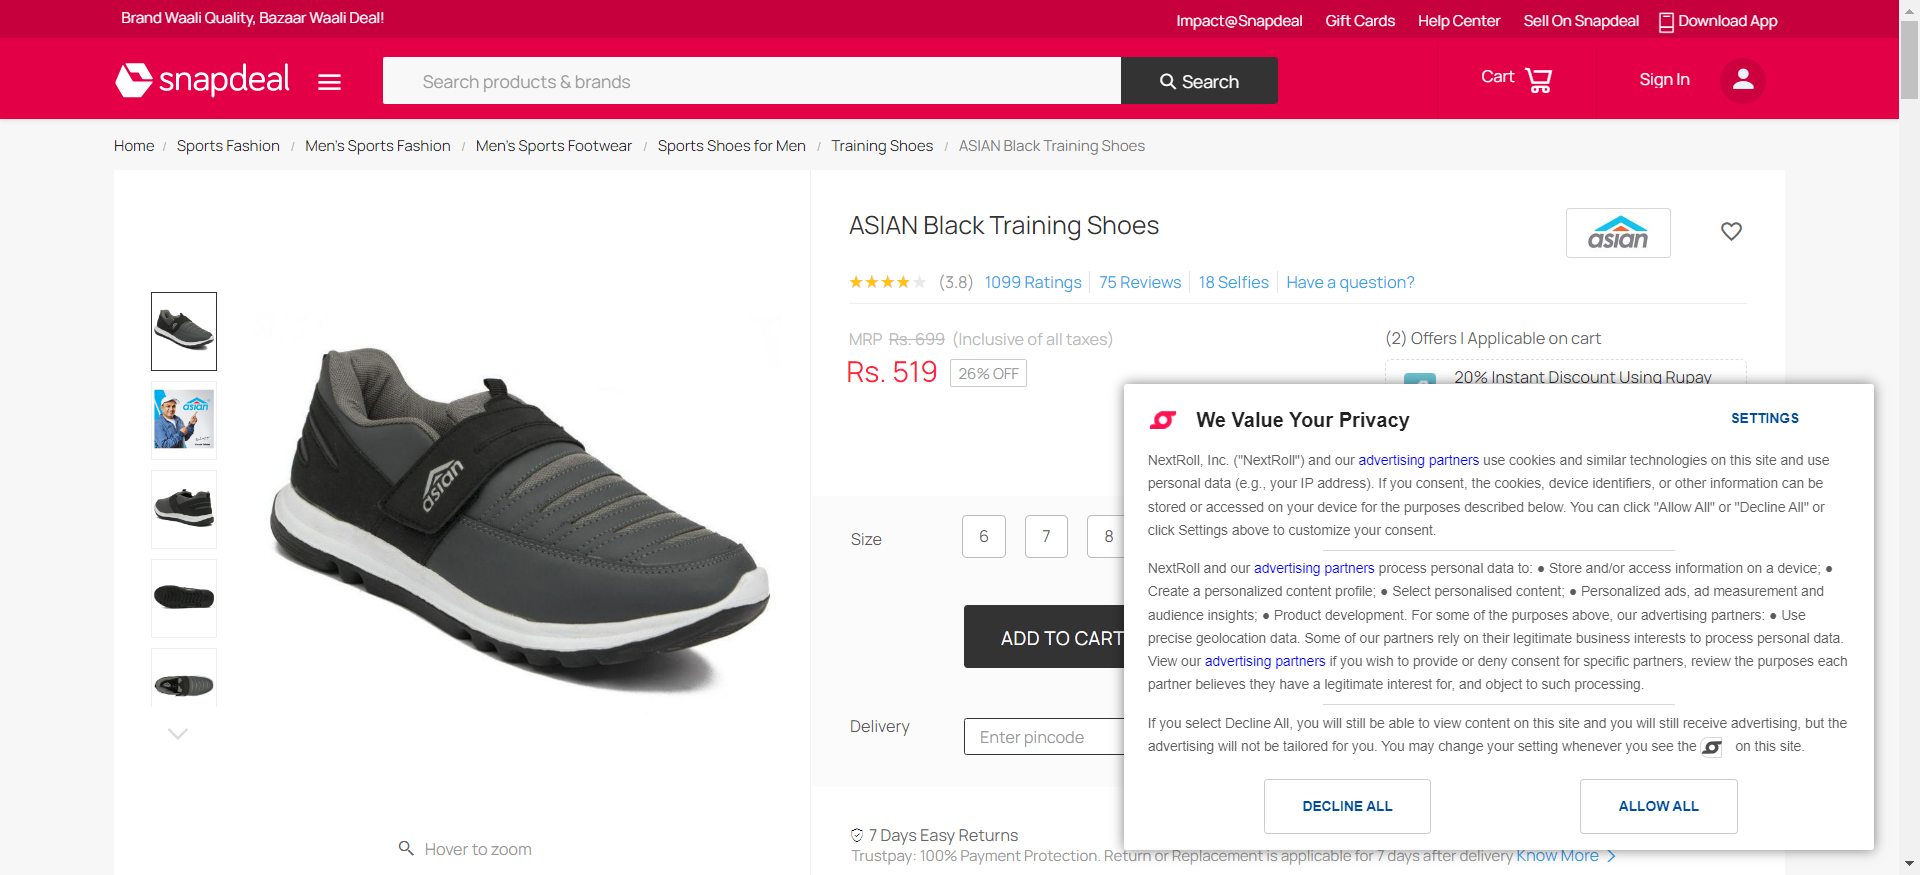 Brand Waali Quality, Bazaar Waali Deal!
Impact@Snapdeal Gift Cards Help Center Sell On Snapdeal Download App
snapdeal Search products & brands Search Cart Sign In
Home / Sports Fashion / Men's Sports Fashion / Men's Sports Footwear / Sports Shoes for Men / Training Shoes / ASIAN Black Training Shoes
ASIAN Black Training Shoes
asian
(3.8) 1099 Ratings 75 Reviews 18 Selfies Have a question?
MRP Rs. 699 (Inclusive of all taxes)
Rs. 519 26% OFF
(2) Offers | Applicable on cart
20% Instant Discount Using Rupay
asian
asian
Size 6 7 8
ADD TO CART
Delivery Enter pincode
7 Days Easy Returns
Trustpay: 100% Payment Protection. Return or Replacement is applicable for 7 days after delivery Know More
Hover to zoom
We Value Your Privacy SETTINGS
NextRoll, Inc. ("NextRoll") and our advertising partners use cookies and similar technologies on this site and use
personal data (e.g., your IP address). If you consent, the cookies, device identifiers, or other information can be
stored or accessed on your device for the purposes described below. You can click "Allow All" or "Decline All" or
click Settings above to customize your consent.
NextRoll and our advertising partners process personal data to: ● Store and/or access information on a device; ●
Create a personalized content profile; ● Select personalised content; ● Personalized ads, ad measurement and
audience insights; ● Product development. For some of the purposes above, our advertising partners: ● Use
precise geolocation data. Some of our partners rely on their legitimate business interests to process personal data.
View our advertising partners if you wish to provide or deny consent for specific partners, review the purposes each
partner believes they have a legitimate interest for, and object to such processing.
If you select Decline All, you will still be able to view content on this site and you will still receive advertising, but the
advertising will not be tailored for you. You may change your setting whenever you see the on this site.
DECLINE ALL ALLOW ALL